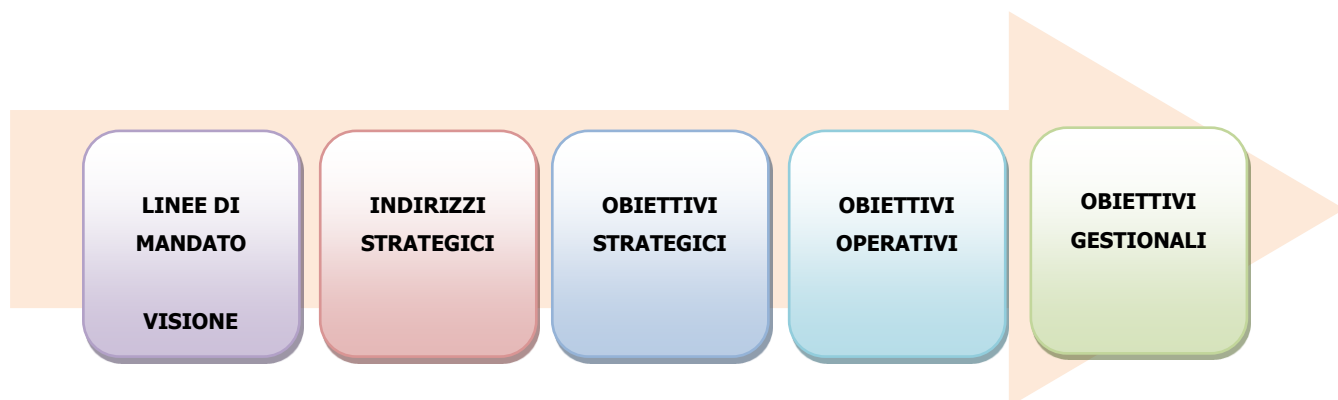 LINEE DI
MANDATO
VISIONE
INDIRIZZI
STRATEGICI
OBIETTIVI
STRATEGICI
OBIETTIVI
OPERATIVI
OBIETTIVI
GESTIONALI